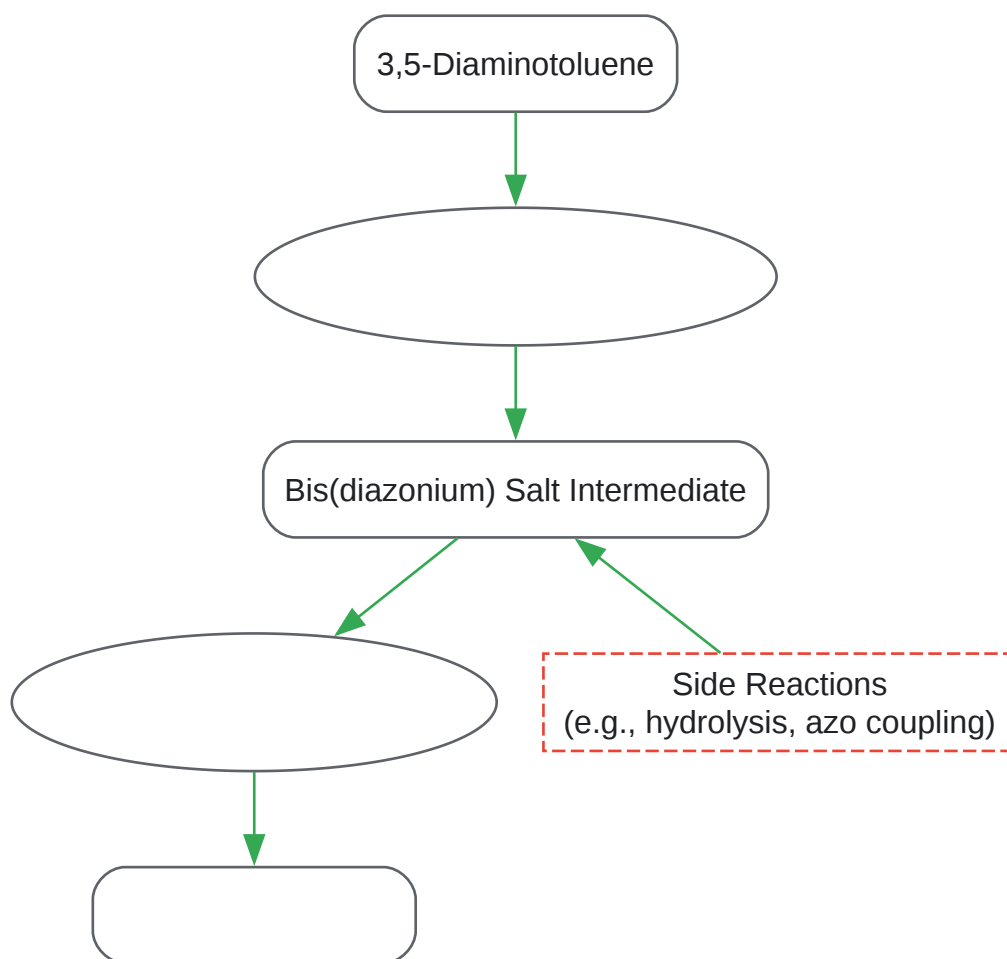 3,5-Diaminotoluene
Bis(diazonium) Salt Intermediate
Side Reactions
(e.g., hydrolysis, azo coupling)